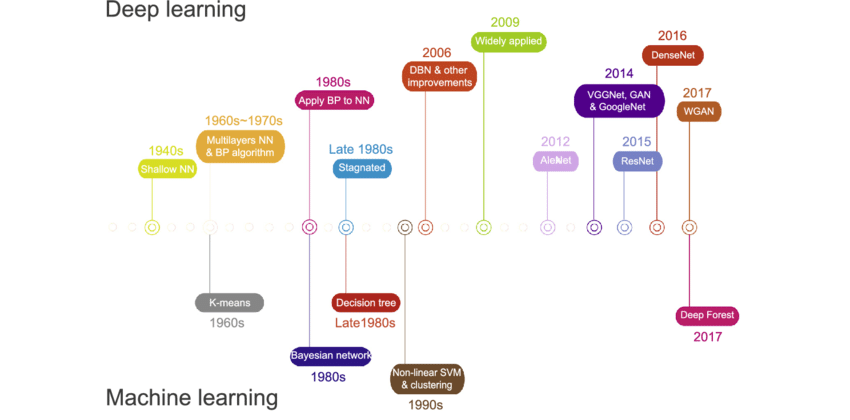 Deep learning
2009
Widely applied
2016
DenseNet
2006
DBN & other
improvements
2014
VGGNet, GAN
& GoogleNet
1980s
Apply BP to NN
2017
WGAN
1960s~1970s
Multilayers NN
& BP algorithm
1940s
Shallow NN
Late 1980s
Stagnated
2012
2015
ResNet
K-means
1960s
Decision tree
Late1980s
Deep Forest
2017
Bayesian network
1980s
Non-linear SVM
& clustering
1990s
Machine learning